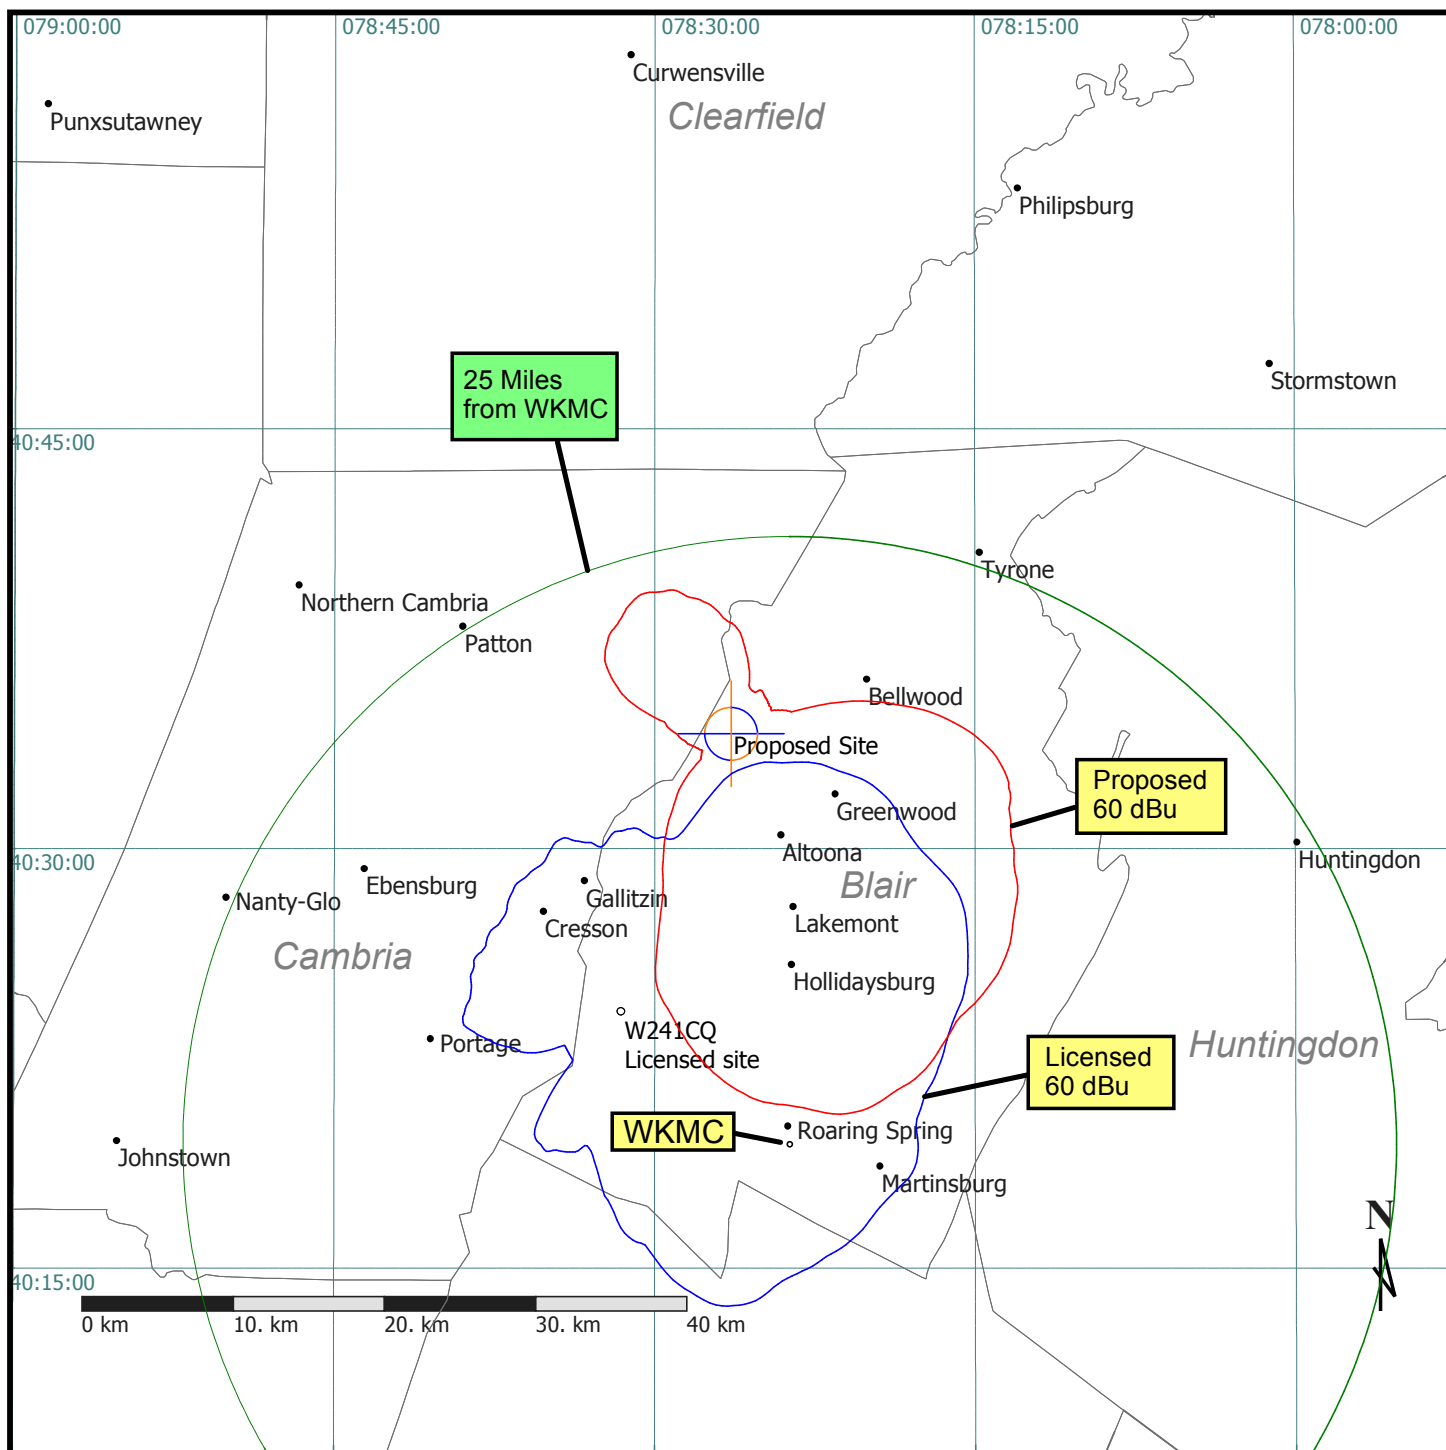 079:00:00
078:45:00
078:30:00
078:15:00
078:00:00
Curwensville
Punxsutawney
Clearfield
Philipsburg
25 Miles
from WKMC
Stormstown
40:45:00
Tyrone
Northern Cambria
Patton
Bellwood
Proposed Site
Proposed
60 dBu
Greenwood
Altoona
40:30:00
Huntingdon
Ebensburg
Blair
Gallitzin
Nanty-Glo
Cresson
Lakemont
Cambria
Hollidaysburg
W241CQ
Licensed site
Portage
Huntingdon
Licensed
60 dBu
WKMC
Roaring Spring
Johnstown
Martinsburg
N
40:15:00
0 km
10. km
20. km
30. km
40 km